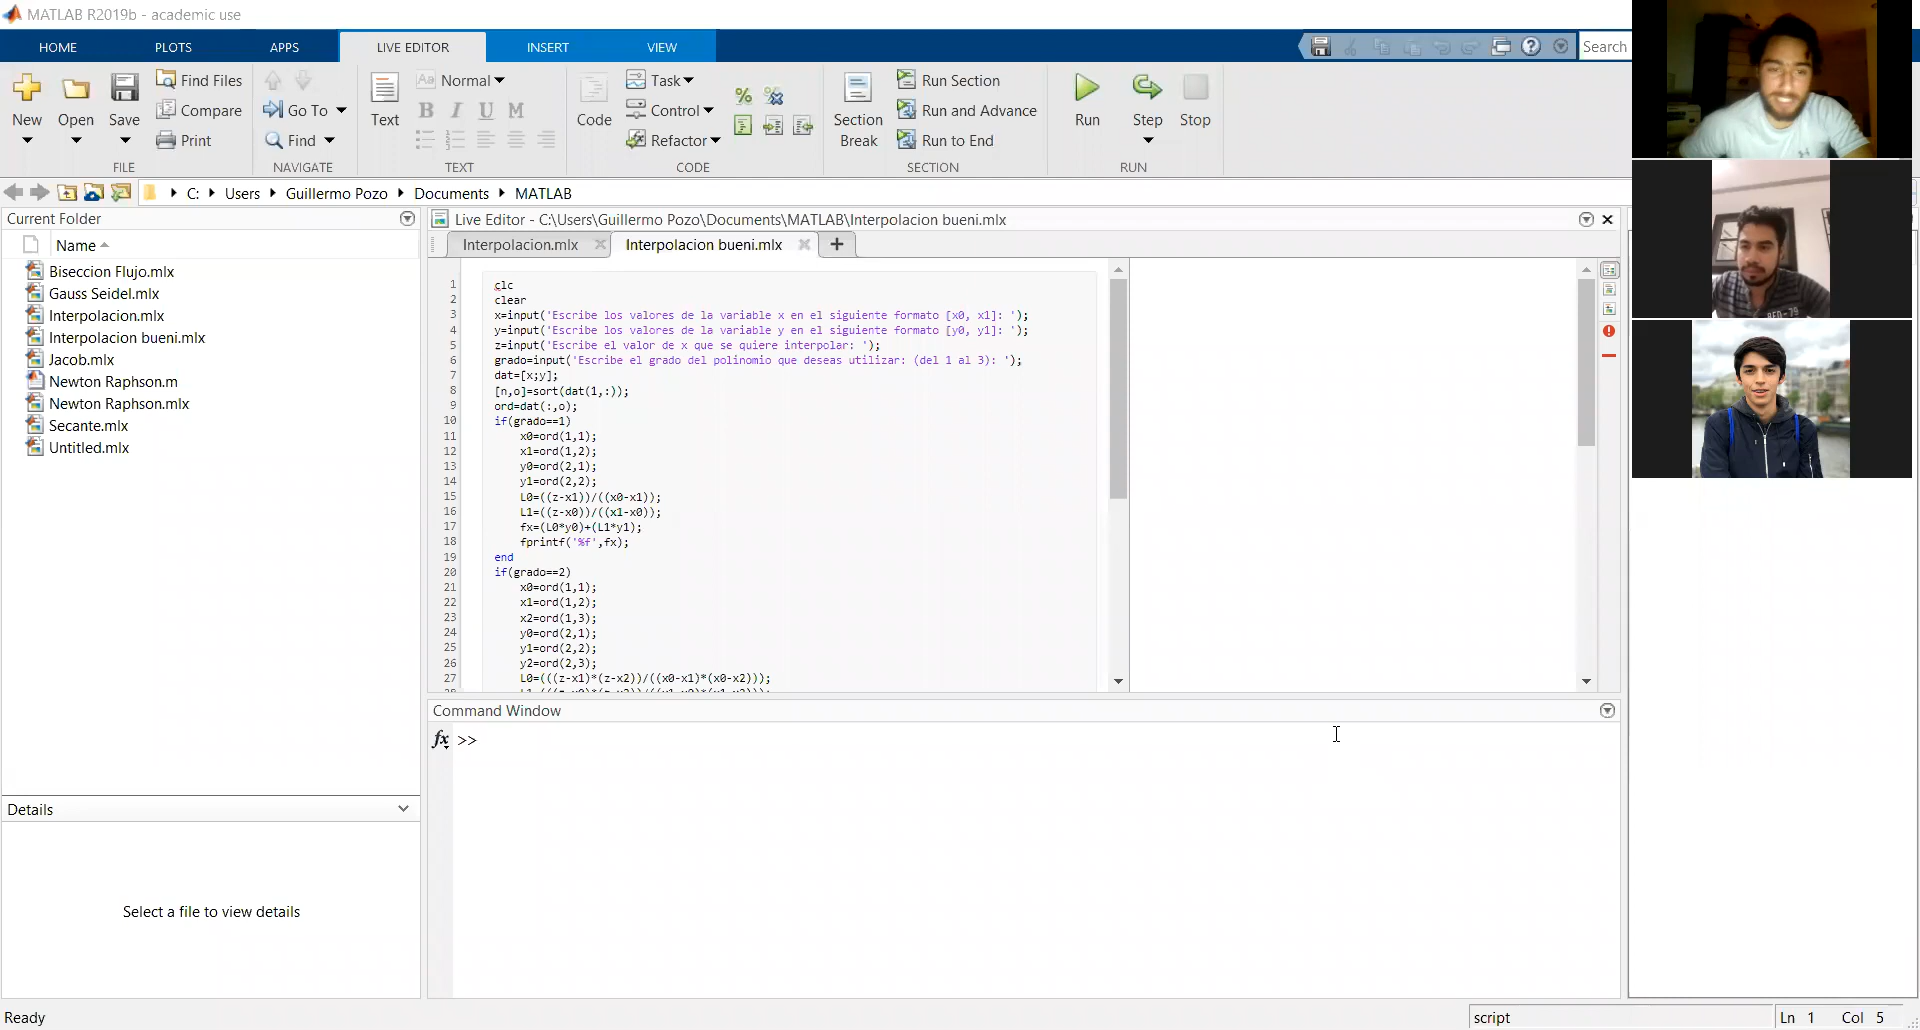 MATLAB R2019b - academic use
HOME PLOTS APPS LIVE EDITOR INSERT VIEW
Search
New
Open
Save
Find Files
Compare
Print
FILE
Go To
Find
NAVIGATE
Text
Aa Normal
B I U M
TEXT
Code
Task
Control
Refactor
CODE
Section
Break
Run Section
Run and Advance
Run to End
SECTION
Run
Step
Stop
RUN
C: Users Guillermo Pozo Documents MATLAB
Current Folder
Name
Biseccion Flujo.mlx
Gauss Seidel.mlx
Interpolacion.mlx
Interpolacion bueni.mlx
Jacob.mlx
Newton Raphson.m
Newton Raphson.mlx
Secante.mlx
Untitled.mlx
Details
Select a file to view details
Live Editor - C:\Users\Guillermo Pozo\Documents\MATLAB\Interpolacion bueni.mlx
Interpolacion.mlx Interpolacion bueni.mlx
1 clc
2 clear
3 x=input('Escribe los valores de la variable x en el siguiente formato [x0, x1]: ');
4 y=input('Escribe los valores de la variable y en el siguiente formato [y0, y1]: ');
5 z=input('Escribe el valor de x que se quiere interpolar: ');
6 grado=input('Escribe el grado del polinomio que deseas utilizar: (del 1 al 3): ');
7 dat=[x;y];
8 [n,o]=sort(dat(1,:));
9 ord=dat(:,o);
10 if(grado==1)
11 x0=ord(1,1);
12 x1=ord(1,2);
13 y0=ord(2,1);
14 y1=ord(2,2);
15 L0=((z-x1))/((x0-x1));
16 L1=((z-x0))/((x1-x0));
17 fx=(L0*y0)+(L1*y1);
18 fprintf('%f',fx);
19 end
20 if(grado==2)
21 x0=ord(1,1);
22 x1=ord(1,2);
23 x2=ord(1,3);
24 y0=ord(2,1);
25 y1=ord(2,2);
26 y2=ord(2,3);
27 L0=(((z-x1)*(z-x2))/((x0-x1)*(x0-x2)));
Command Window
fx >>
Ready
script
Ln 1 Col 5